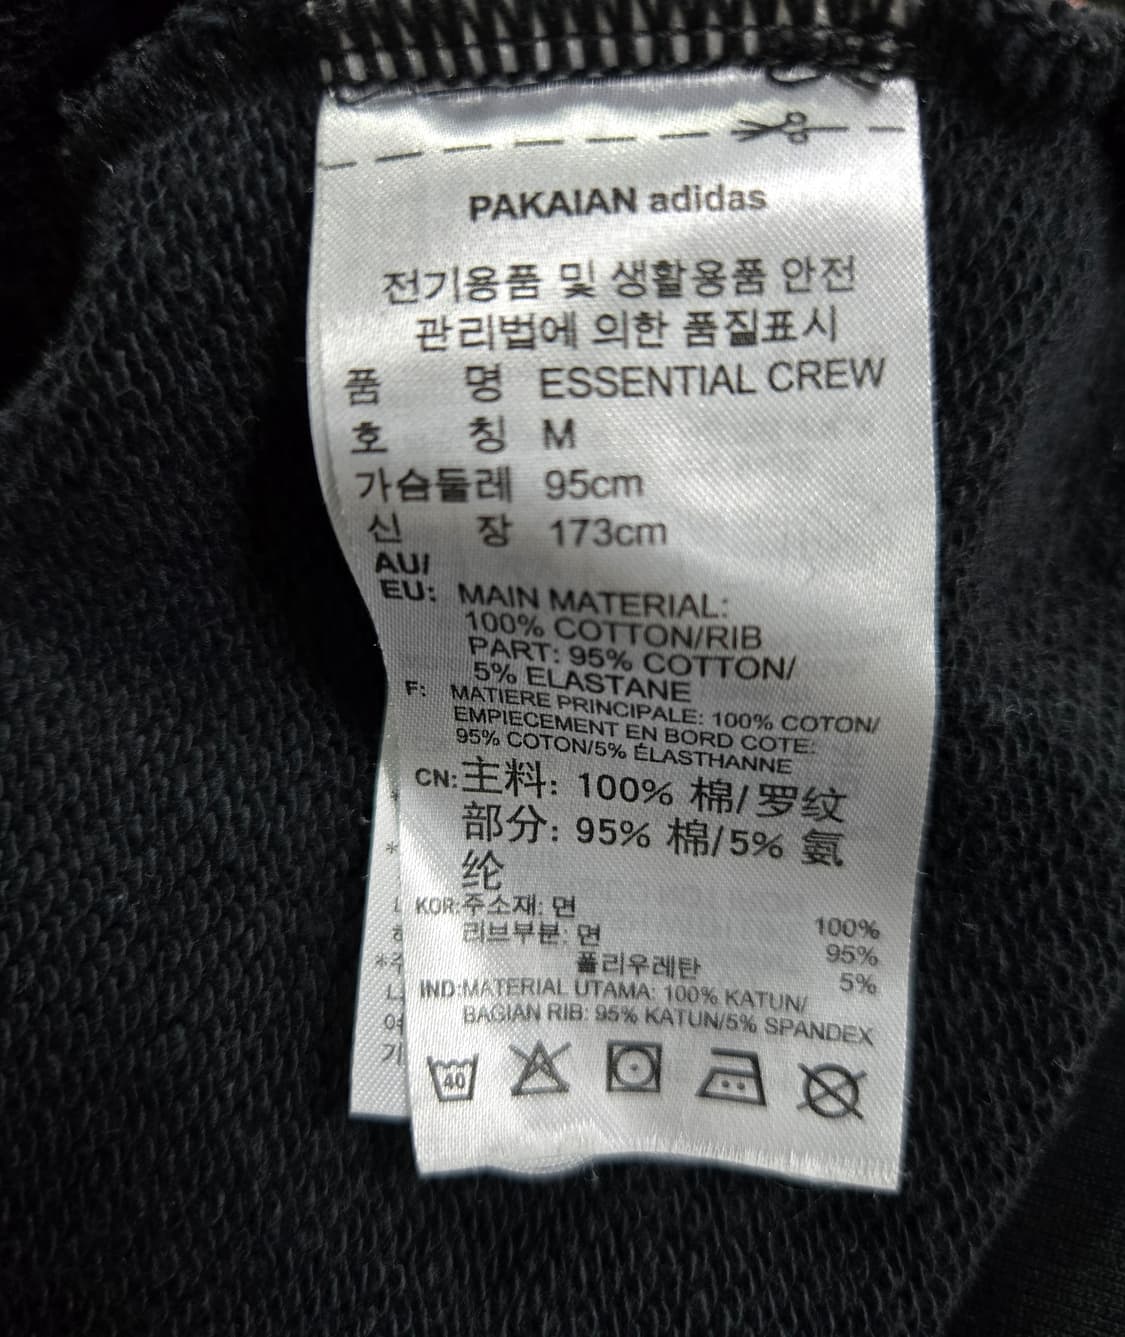 PAKAIAN adidas
전기용품 및 생활용품 안전
관리법에 의한 품질표시
품 명 ESSENTIAL CREW
호 칭 M
가슴둘레 95cm
신 장 173cm
AU/
EU: MAIN MATERIAL:
100% COTTON/RIB
PART: 95% COTTON/
5% ELASTANE
F: MATIERE PRINCIPALE: 100% COTON/
EMPIECEMENT EN BORD COTE:
95% COTON/5% ÉLASTHANNE
CN: 主料: 100% 棉/罗纹
部分: 95% 棉/5% 氨
纶
KOR: 주소재: 면 100%
리브부분: 면 95%
폴리우레탄 5%
IND: MATERIAL UTAMA: 100% KATUN/
BAGIAN RIB: 95% KATUN/5% SPANDEX
40